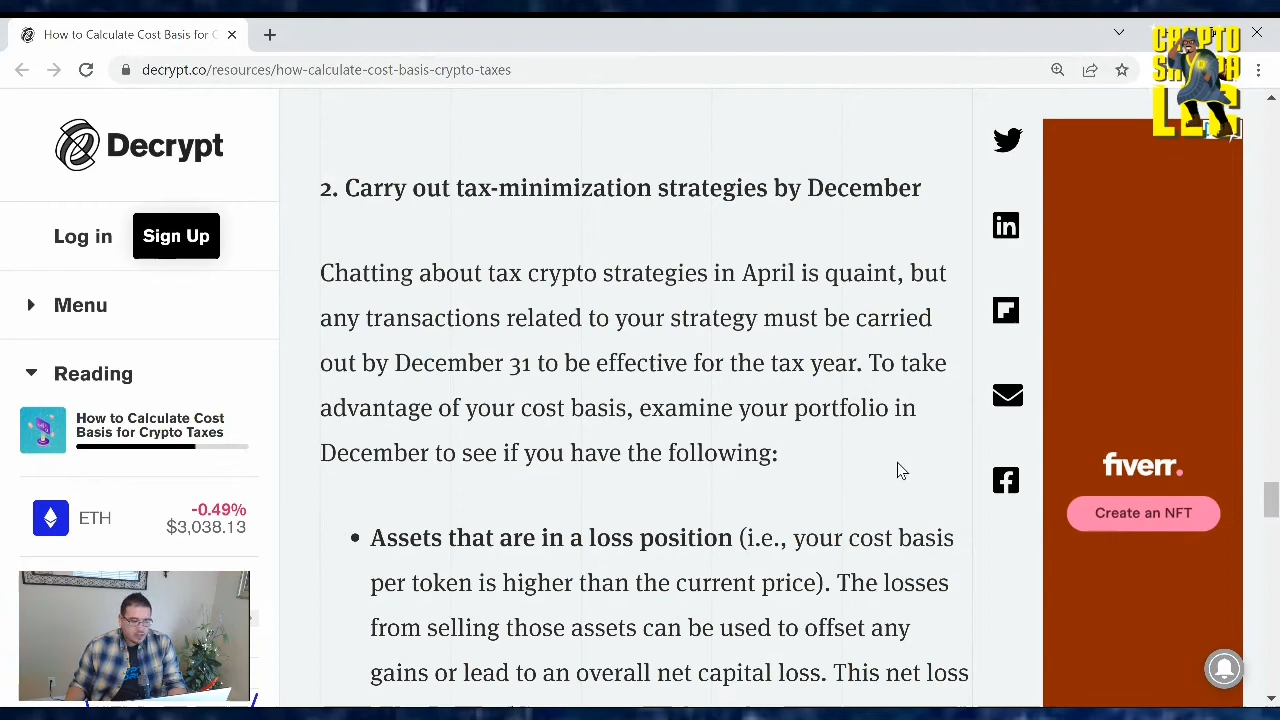 How to Calculate Cost Basis for C
decrypt.co/resources/how-calculate-cost-basis-crypto-taxes
CRYPTO
Decrypt
Log in
Sign Up
Menu
Reading
How to Calculate Cost
Basis for Crypto Taxes
ETH
-0.49%
$3,038.13
2. Carry out tax-minimization strategies by December
Chatting about tax crypto strategies in April is quaint, but
any transactions related to your strategy must be carried
out by December 31 to be effective for the tax year. To take
advantage of your cost basis, examine your portfolio in
December to see if you have the following:
• Assets that are in a loss position (i.e., your cost basis
per token is higher than the current price). The losses
from selling those assets can be used to offset any
gains or lead to an overall net capital loss. This net loss
fiverr.
Create an NFT